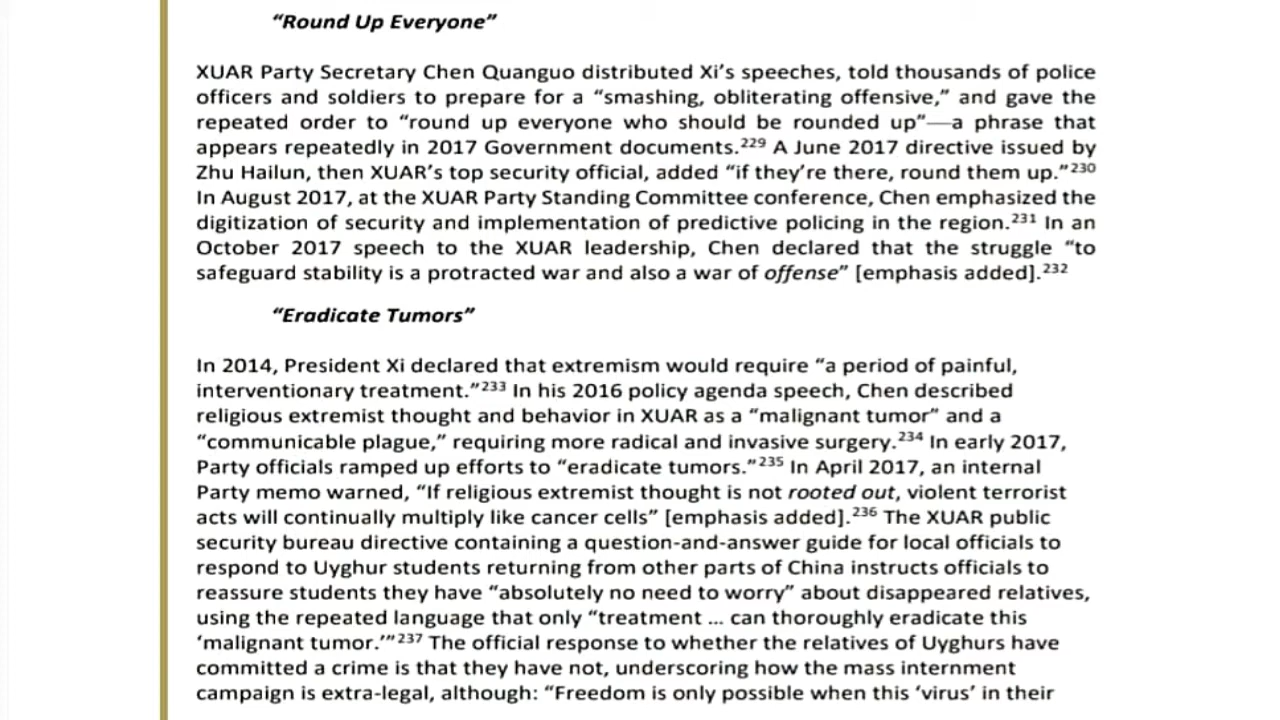 “Round Up Everyone”
XUAR Party Secretary Chen Quanguo distributed Xi’s speeches, told thousands of police
officers and soldiers to prepare for a “smashing, obliterating offensive,” and gave the
repeated order to “round up everyone who should be rounded up”—a phrase that
appears repeatedly in 2017 Government documents.²²⁹ A June 2017 directive issued by
Zhu Hailun, then XUAR’s top security official, added “if they’re there, round them up.”²³⁰
In August 2017, at the XUAR Party Standing Committee conference, Chen emphasized the
digitization of security and implementation of predictive policing in the region.²³¹ In an
October 2017 speech to the XUAR leadership, Chen declared that the struggle “to
safeguard stability is a protracted war and also a war of offense” [emphasis added].²³²
“Eradicate Tumors”
In 2014, President Xi declared that extremism would require “a period of painful,
interventionary treatment.”²³³ In his 2016 policy agenda speech, Chen described
religious extremist thought and behavior in XUAR as a “malignant tumor” and a
“communicable plague,” requiring more radical and invasive surgery.²³⁴ In early 2017,
Party officials ramped up efforts to “eradicate tumors.”²³⁵ In April 2017, an internal
Party memo warned, “If religious extremist thought is not rooted out, violent terrorist
acts will continually multiply like cancer cells” [emphasis added].²³⁶ The XUAR public
security bureau directive containing a question-and-answer guide for local officials to
respond to Uyghur students returning from other parts of China instructs officials to
reassure students they have “absolutely no need to worry” about disappeared relatives,
using the repeated language that only “treatment ... can thoroughly eradicate this
‘malignant tumor.’”²³⁷ The official response to whether the relatives of Uyghurs have
committed a crime is that they have not, underscoring how the mass internment
campaign is extra-legal, although: “Freedom is only possible when this ‘virus’ in their